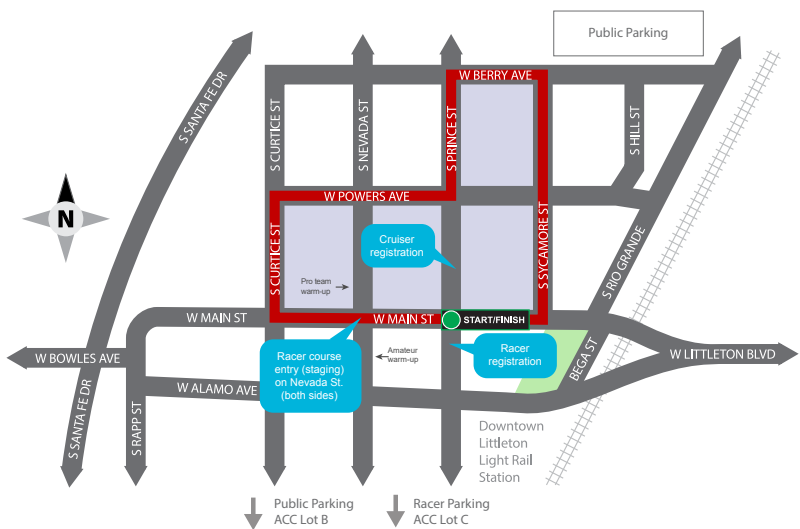 Public Parking
W BERRY AVE
S SANTA FE DR
S CURTICE ST
S NEVADA ST
S PRINCE ST
S HILL ST
N
W POWERS AVE
S CURTICE ST
Cruiser
registration
S SYCAMORE ST
S RIO GRANDE
Pro team
warm-up
W MAIN ST
W MAIN ST
START/FINISH
W BOWLES AVE
Racer course
entry (staging)
on Nevada St.
(both sides)
Amateur
warm-up
Racer
registration
BEGA ST
W LITTLETON BLVD
W ALAMO AVE
S SANTA FE DR
S RAPP ST
Downtown
Littleton
Light Rail
Station
Public Parking
ACC Lot B
Racer Parking
ACC Lot C